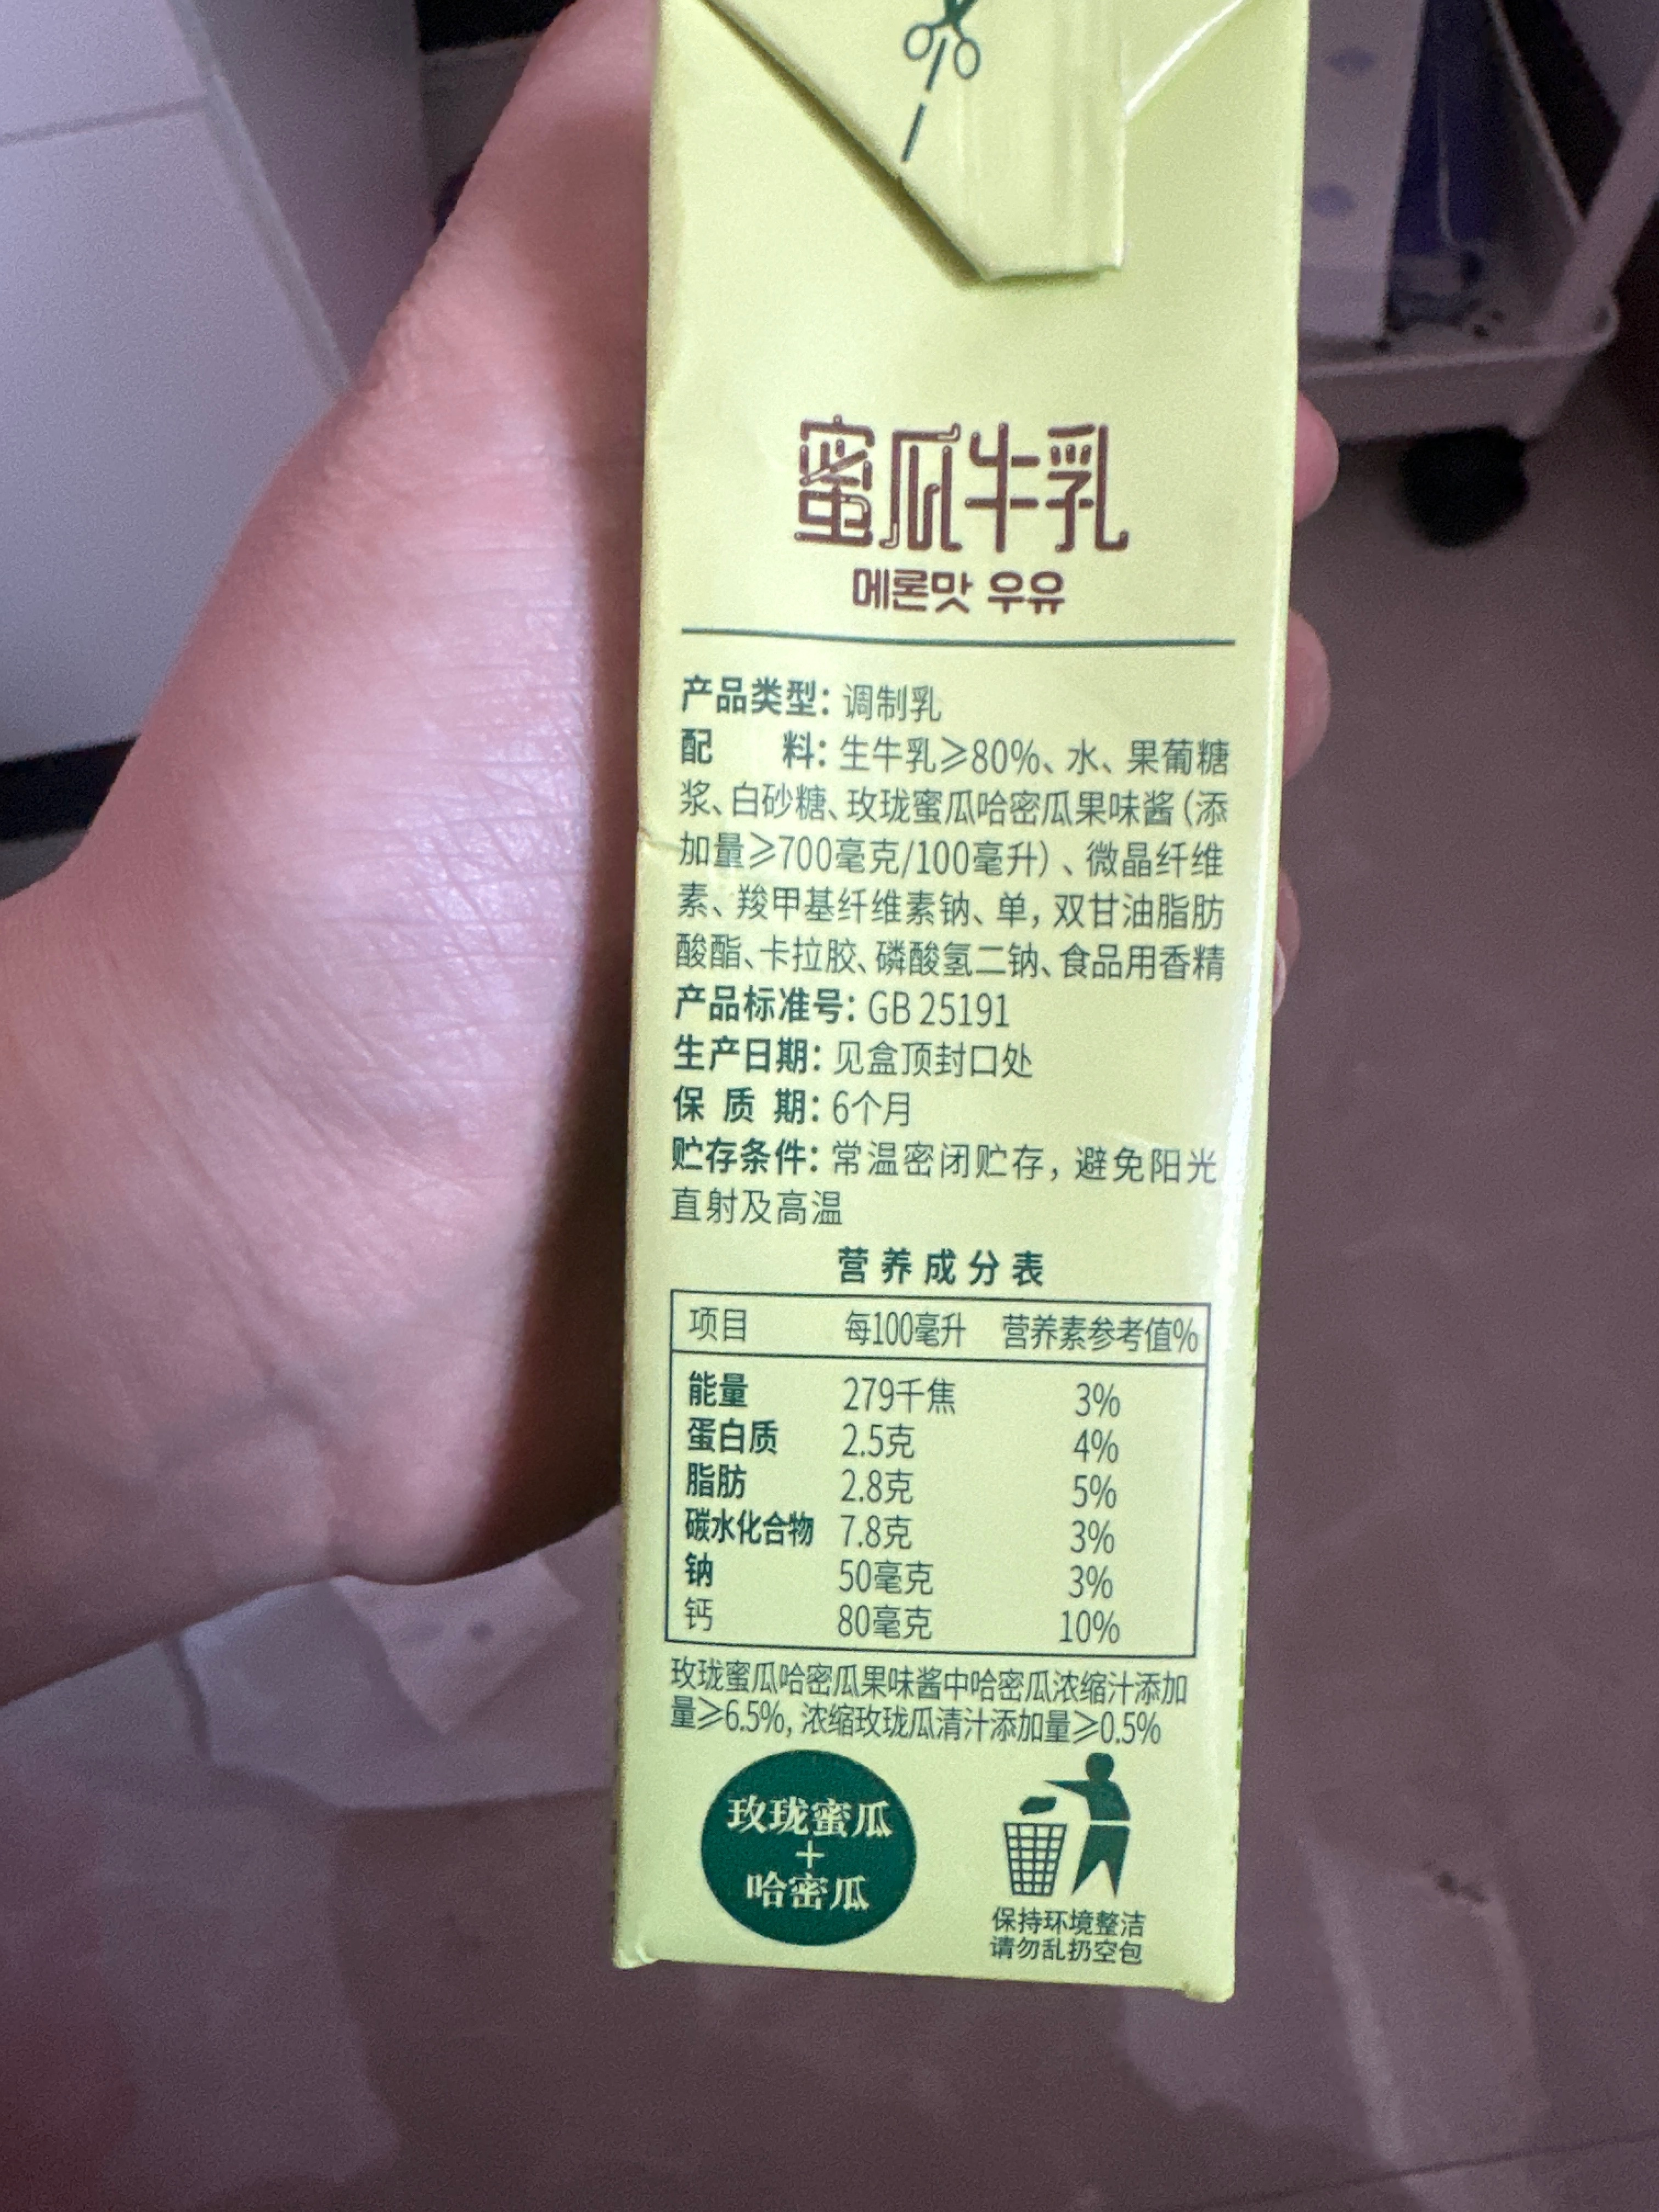 蜜瓜牛乳
메론맛 우유
产品类型：调制乳
配 料：生牛乳≥80%、水、果葡糖
浆、白砂糖、玫珑蜜瓜哈密瓜果味酱（添
加量≥700毫克/100毫升）、微晶纤维
素、羧甲基纤维素钠、单，双甘油脂肪
酸酯、卡拉胶、磷酸氢二钠、食品用香精
产品标准号：GB 25191
生产日期：见盒顶封口处
保 质 期：6个月
贮存条件：常温密闭贮存，避免阳光
直射及高温
营养成分表
项目 每100毫升 营养素参考值%
能量 279千焦 3%
蛋白质 2.5克 4%
脂肪 2.8克 5%
碳水化合物 7.8克 3%
钠 50毫克 3%
钙 80毫克 10%
玫珑蜜瓜哈密瓜果味酱中哈密瓜浓缩汁添加
量≥6.5%，浓缩玫珑瓜清汁添加量≥0.5%
玫珑蜜瓜
+
哈密瓜
保持环境整洁
请勿乱扔空包